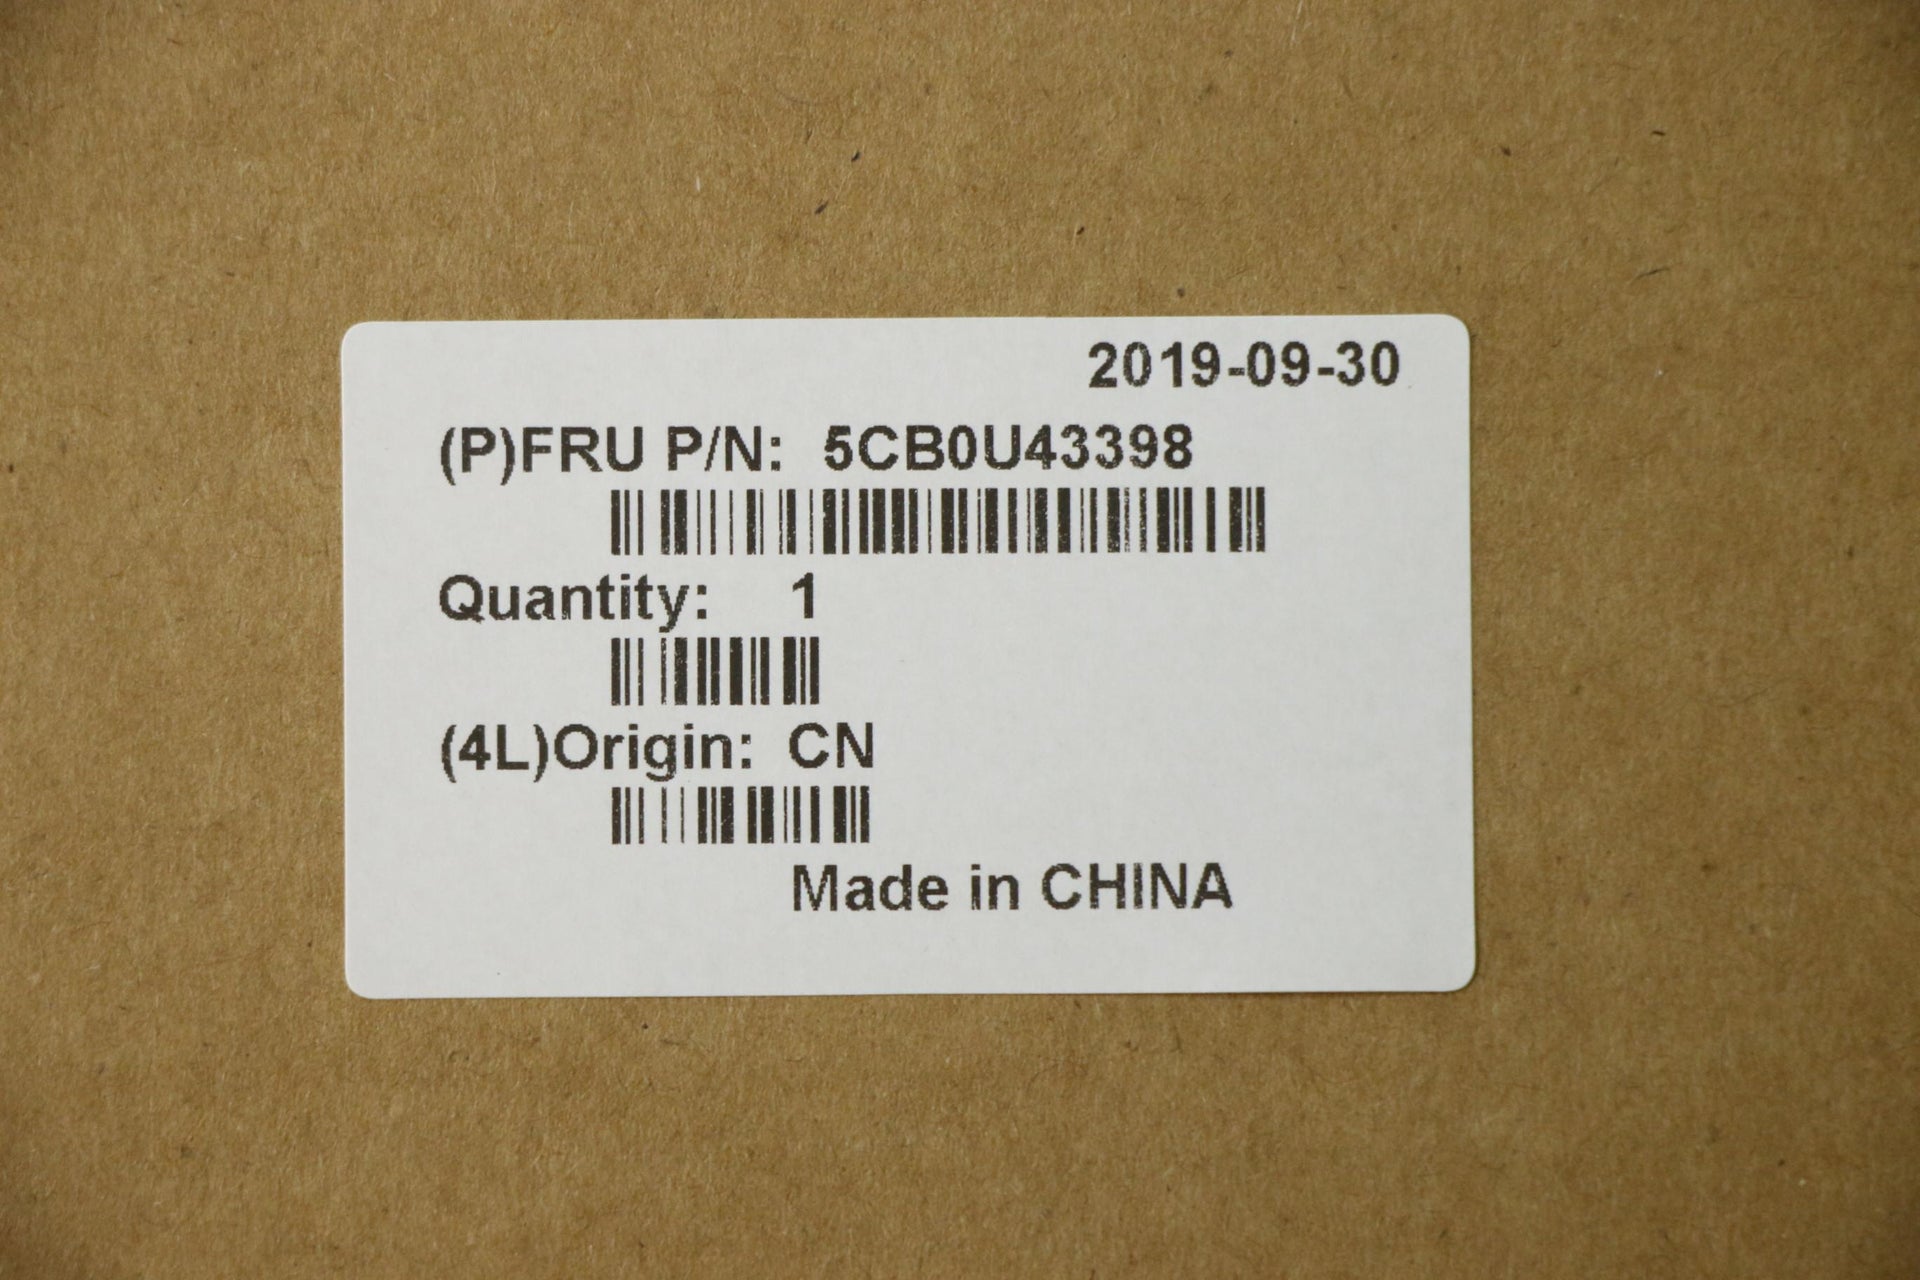 2019-09-30
(P)FRU P/N: 5CB0U43398
Quantity: 1
(4L)Origin: CN
Made in CHINA